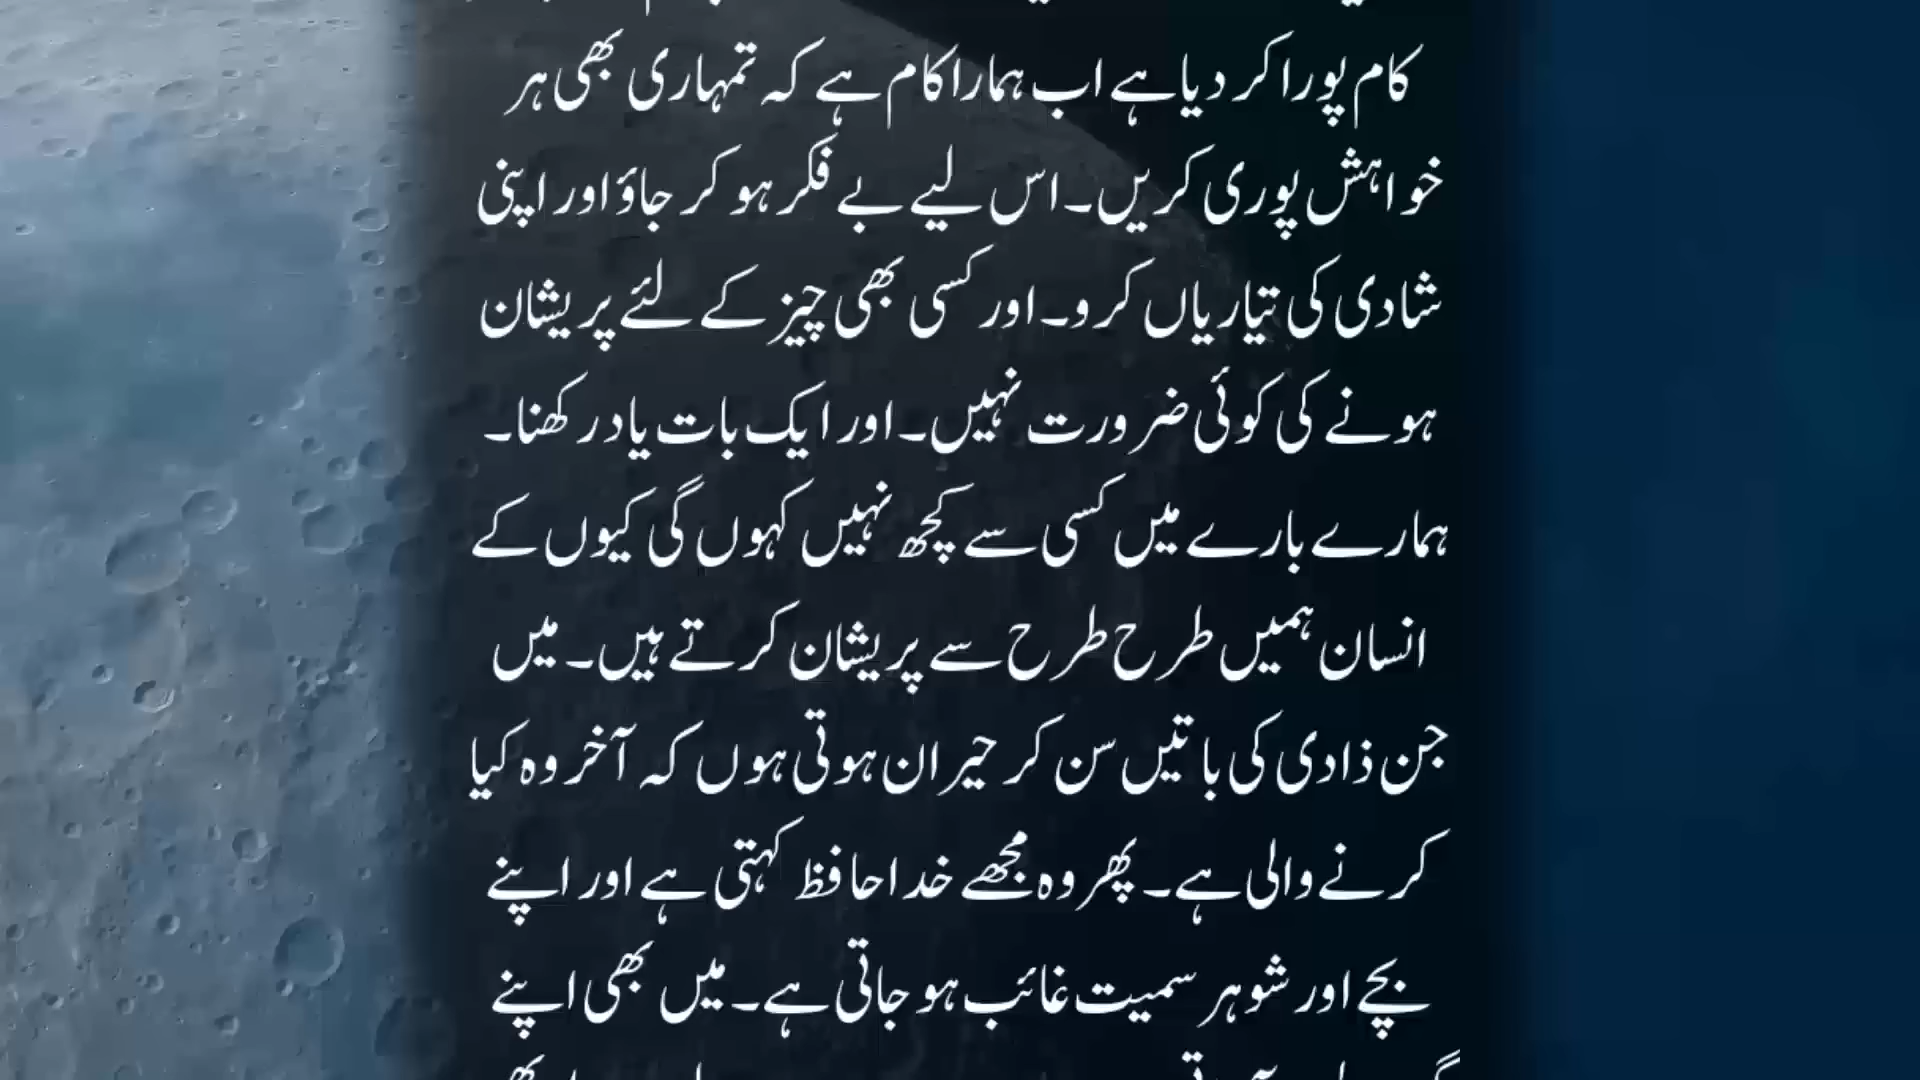 کام پورا کر دیا ہے اب ہمارا کام ہے کہ تمہاری بھی ہر
خواہش پوری کریں۔ اس لیے بے فکر ہو کر جاؤ اور اپنی
شادی کی تیاریاں کرو۔ اور کسی بھی چیز کے لئے پریشان
ہونے کی کوئی ضرورت نہیں۔ اور ایک بات یاد رکھنا۔
ہمارے بارے میں کسی سے کچھ نہیں کہوں گی کیوں کے
انسان ہمیں طرح طرح سے پریشان کرتے ہیں۔ میں
جن ذادی کی باتیں سن کر حیران ہوتی ہوں کہ آخر وہ کیا
کرنے والی ہے۔ پھر وہ مجھے خدا حافظ کہتی ہے اور اپنے
بچے اور شوہر سمیت غائب ہو جاتی ہے۔ میں بھی اپنے